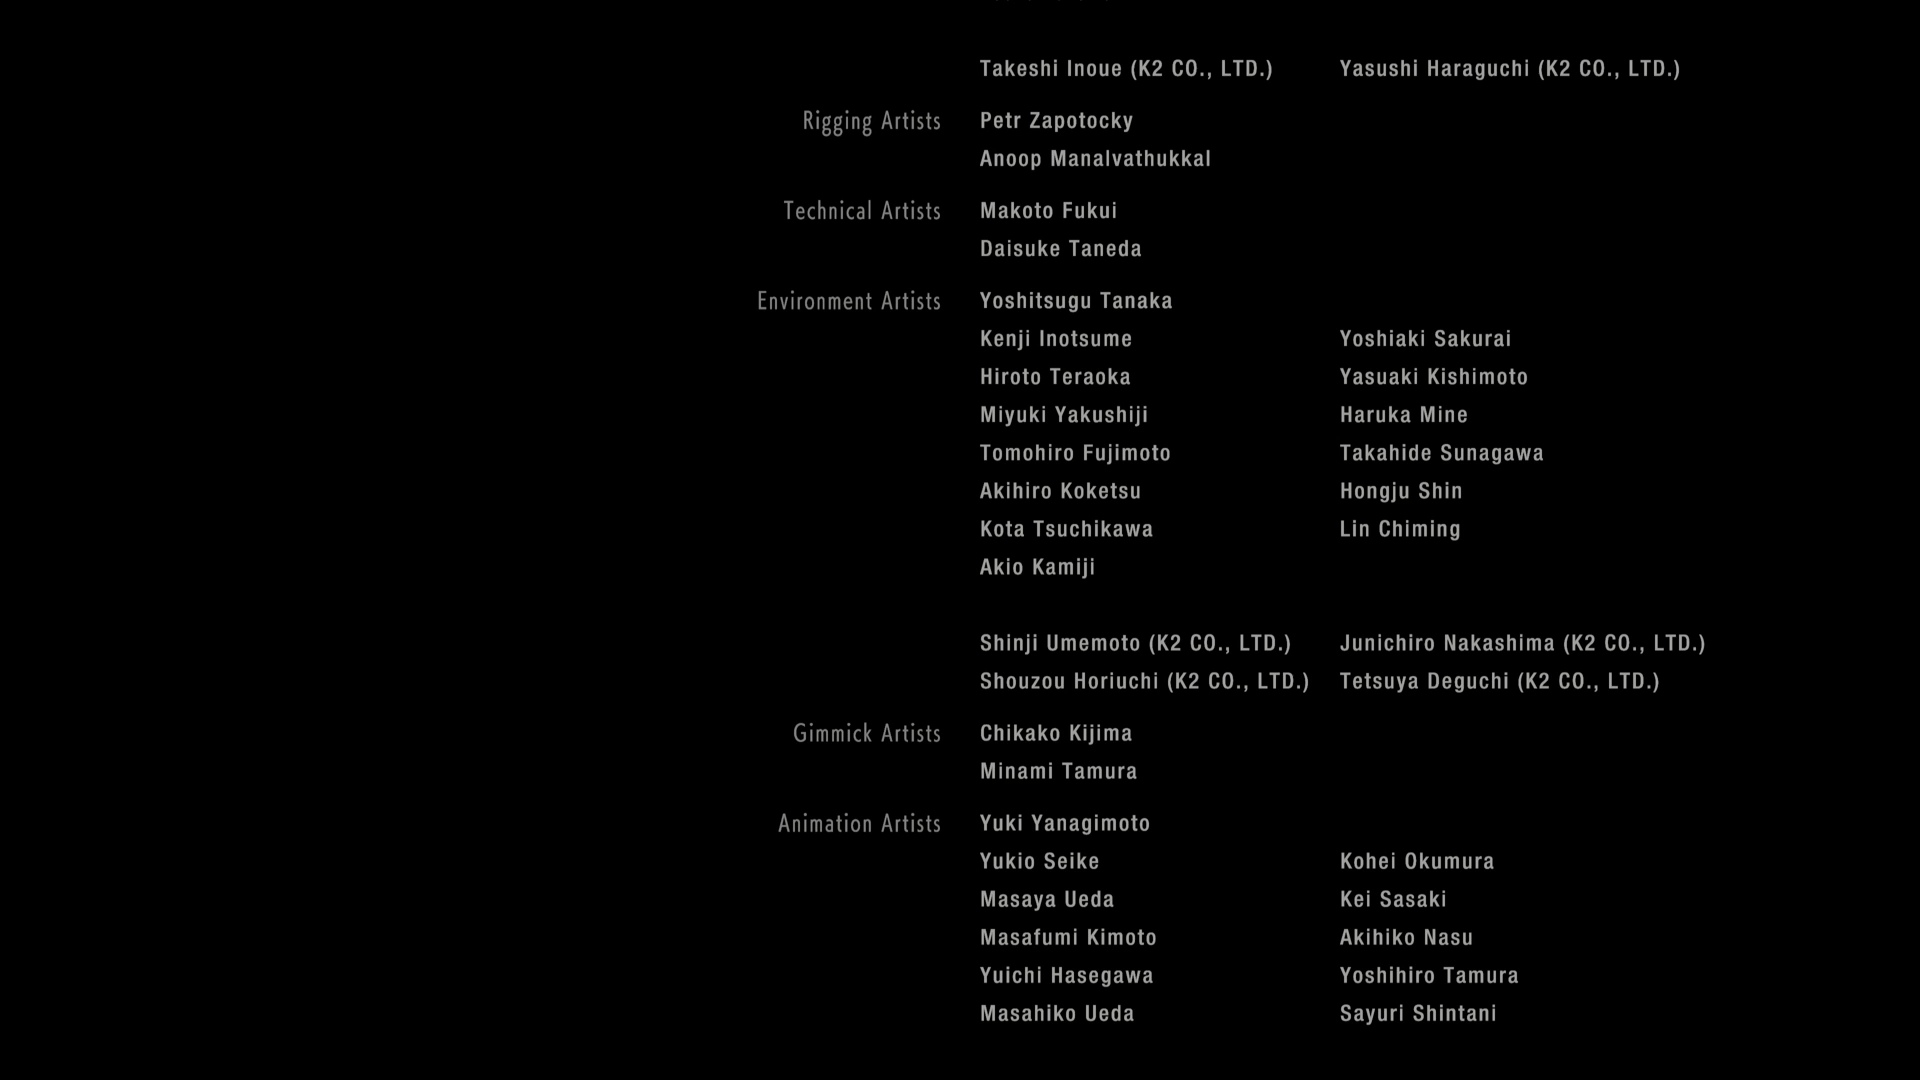 Takeshi Inoue (K2 CO., LTD.) Yasushi Haraguchi (K2 CO., LTD.)
Rigging Artists Petr Zapotocky
Anoop Manalvathukkal
Technical Artists Makoto Fukui
Daisuke Taneda
Environment Artists Yoshitsugu Tanaka
Kenji Inotsume Yoshiaki Sakurai
Hiroto Teraoka Yasuaki Kishimoto
Miyuki Yakushiji Haruka Mine
Tomohiro Fujimoto Takahide Sunagawa
Akihiro Koketsu Hongju Shin
Kota Tsuchikawa Lin Chiming
Akio Kamiji
Shinji Umemoto (K2 CO., LTD.) Junichiro Nakashima (K2 CO., LTD.)
Shouzou Horiuchi (K2 CO., LTD.) Tetsuya Deguchi (K2 CO., LTD.)
Gimmick Artists Chikako Kijima
Minami Tamura
Animation Artists Yuki Yanagimoto
Yukio Seike Kohei Okumura
Masaya Ueda Kei Sasaki
Masafumi Kimoto Akihiko Nasu
Yuichi Hasegawa Yoshihiro Tamura
Masahiko Ueda Sayuri Shintani